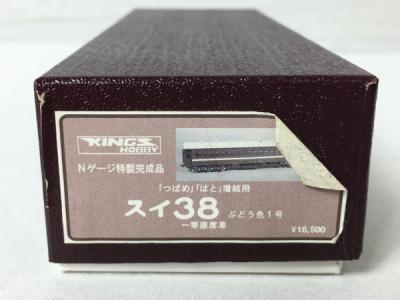 KINGS
HOBBY
Nゲージ特製完成品
「つばめ」「はと」増結用
スイ38 ぶどう色1号
一等座席車
¥16,500